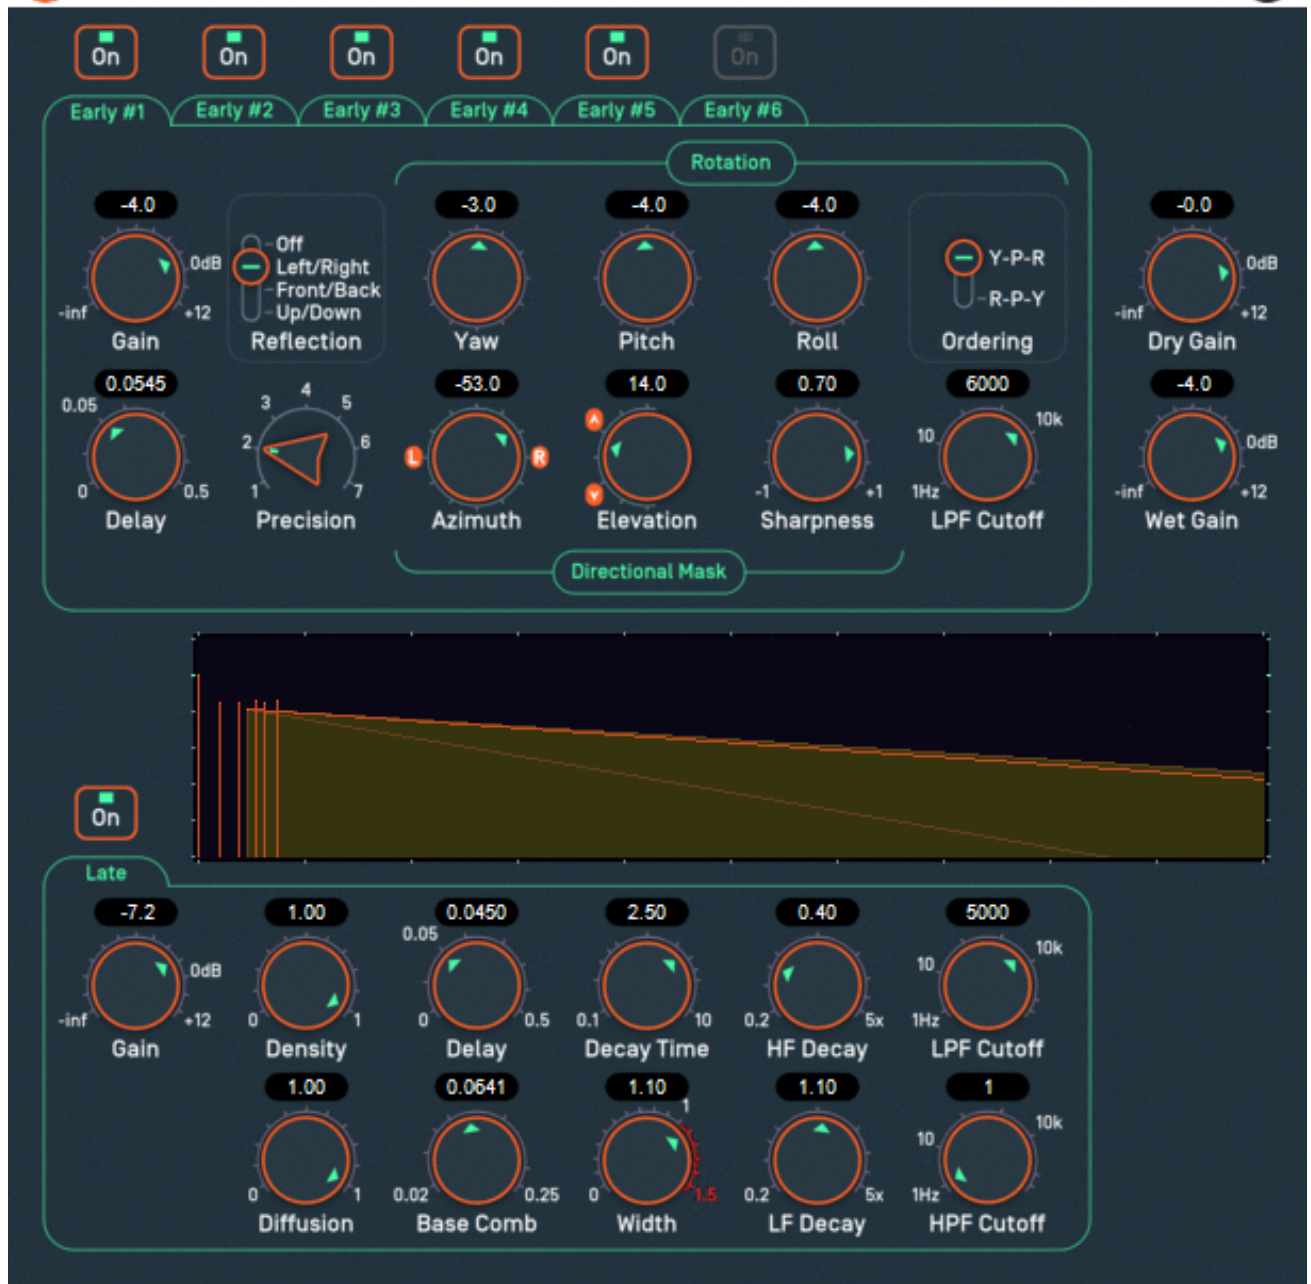 On On On On On On
Early #1 Early #2 Early #3 Early #4 Early #5 Early #6
Rotation
-4.0 -3.0 -4.0 -4.0 -0.0
Off
Left/Right
Front/Back
Up/Down
Y-P-R
R-P-Y
0dB
-inf +12
0dB
-inf +12
Gain Reflection Yaw Pitch Roll Ordering Dry Gain
0.0545 -53.0 14.0 0.70 6000 -4.0
0.05
0 0.5
1 2 3 4 5 6 7
L R
-1 +1
10 10k
1Hz
0dB
-inf +12
Delay Precision Azimuth Elevation Sharpness LPF Cutoff Wet Gain
Directional Mask
On
Late
-7.2 1.00 0.0450 2.50 0.40 5000
0dB
-inf +12
0 1
0.05
0 0.5
0.1 10
0.2 5x
10 10k
1Hz
Gain Density Delay Decay Time HF Decay LPF Cutoff
1.00 0.0641 1.10 1.10 1
0 1
0.02 0.25
1
0 1.5
0.2 5x
10 10k
1Hz
Diffusion Base Comb Width LF Decay HPF Cutoff